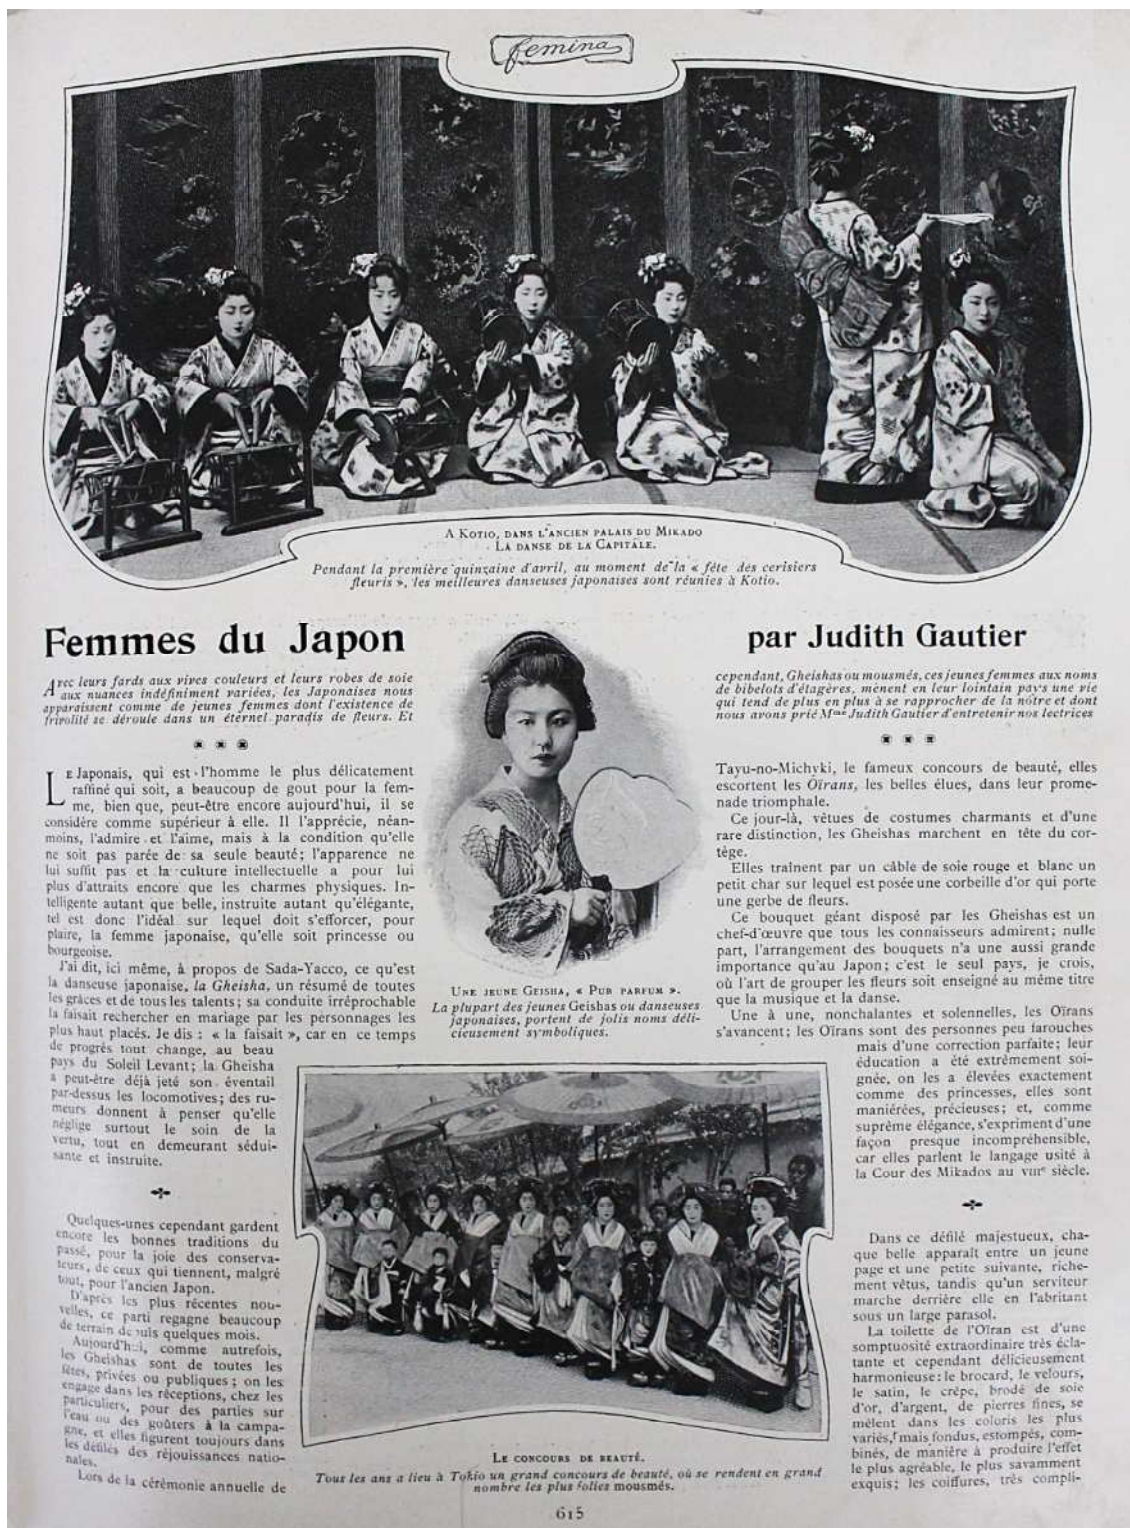 femina
A KOTIO, DANS L'ANCIEN PALAIS DU MIKADO
LA DANSE DE LA CAPITALE.
Pendant la première quinzaine d'avril, au moment de la « fête des cerisiers
fleuris », les meilleures danseuses japonaises sont réunies à Kotio.
Femmes du Japon
par Judith Gautier
Avec leurs fards aux vives couleurs et leurs robes de soie
aux nuances indéfiniment variées, les Japonaises nous
apparaissent comme de jeunes femmes dont l'existence de
frivolité se déroule dans un éternel paradis de fleurs. Et
cependant, Gheishas ou mousmés, ces jeunes femmes aux noms
de bibelots d'étagères, mènent en leur lointain pays une vie
qui tend de plus en plus à se rapprocher de la nôtre et dont
nous avons prié Mme Judith Gautier d'entretenir nos lectrices
LE Japonais, qui est l'homme le plus délicatement
raffiné qui soit, a beaucoup de gout pour la fem-
me, bien que, peut-être encore aujourd'hui, il se
considère comme supérieur à elle. Il l'apprécie, néan-
moins, l'admire et l'aime, mais à la condition qu'elle
ne soit pas parée de sa seule beauté; l'apparence ne
lui suffit pas et la culture intellectuelle a pour lui
plus d'attraits encore que les charmes physiques. In-
telligente autant que belle, instruite autant qu'élégante,
tel est donc l'idéal sur lequel doit s'efforcer, pour
plaire, la femme japonaise, qu'elle soit princesse ou
bourgeoise.
J'ai dit, ici même, à propos de Sada-Yacco, ce qu'est
la danseuse japonaise, la Gheisha, un résumé de toutes
les grâces et de tous les talents; sa conduite irréprochable
la faisait rechercher en mariage par les personnages les
plus haut placés. Je dis : « la faisait », car en ce temps
de progrès tout change, au beau
pays du Soleil Levant; la Gheisha
a peut-être déjà jeté son éventail
par-dessus les locomotives; des ru-
meurs donnent à penser qu'elle
néglige surtout le soin de la
vertu, tout en demeurant sédui-
sante et instruite.
Quelques-unes cependant gardent
encore les bonnes traditions du
passé, pour la joie des conserva-
teurs, de ceux qui tiennent, malgré
tout, pour l'ancien Japon.
D'après les plus récentes nou-
velles, ce parti regagne beaucoup
de terrain depuis quelques mois.
Aujourd'hui, comme autrefois,
les Gheishas sont de toutes les
fêtes, privées ou publiques; on les
engage dans les réceptions, chez les
particuliers, pour des parties sur
l'eau ou des goûters à la campa-
gne, et elles figurent toujours dans
les défilés des réjouissances natio-
nales.
Lors de la cérémonie annuelle de
UNE JEUNE GEISHA, « PUR PARFUM ».
La plupart des jeunes Geishas ou danseuses
japonaises, portent de jolis noms déli-
cieusement symboliques.
LE CONCOURS DE BEAUTÉ.
Tous les ans a lieu à Tokio un grand concours de beauté, où se rendent en grand
nombre les plus jolies mousmés.
Tayu-no-Michyki, le fameux concours de beauté, elles
escortent les Oïrans, les belles élues, dans leur prome-
nade triomphale.
Ce jour-là, vêtues de costumes charmants et d'une
rare distinction, les Gheishas marchent en tête du cor-
tège.
Elles traînent par un câble de soie rouge et blanc un
petit char sur lequel est posée une corbeille d'or qui porte
une gerbe de fleurs.
Ce bouquet géant disposé par les Gheishas est un
chef-d'œuvre que tous les connaisseurs admirent; nulle
part, l'arrangement des bouquets n'a une aussi grande
importance qu'au Japon; c'est le seul pays, je crois,
où l'art de grouper les fleurs soit enseigné au même titre
que la musique et la danse.
Une à une, nonchalantes et solennelles, les Oïrans
s'avancent; les Oïrans sont des personnes peu farouches
mais d'une correction parfaite; leur
éducation a été extrêmement soi-
gnée, on les a élevées exactement
comme des princesses, elles sont
maniérées, précieuses; et, comme
suprême élégance, s'expriment d'une
façon presque incompréhensible,
car elles parlent le langage usité à
la Cour des Mikados au VIIIe siècle.
Dans ce défilé majestueux, cha-
que belle apparaît entre un jeune
page et une petite suivante, riche-
ment vêtus, tandis qu'un serviteur
marche derrière elle en l'abritant
sous un large parasol.
La toilette de l'Oïran est d'une
somptuosité extraordinaire très écla-
tante et cependant délicieusement
harmonieuse: le brocard, le velours,
le satin, le crêpe, brodé de soie
d'or, d'argent, de pierres fines, se
mêlent dans les coloris les plus
variés, mais fondus, estompés, com-
binés, de manière à produire l'effet
le plus agréable, le plus savamment
exquis; les coiffures, très compli-
615